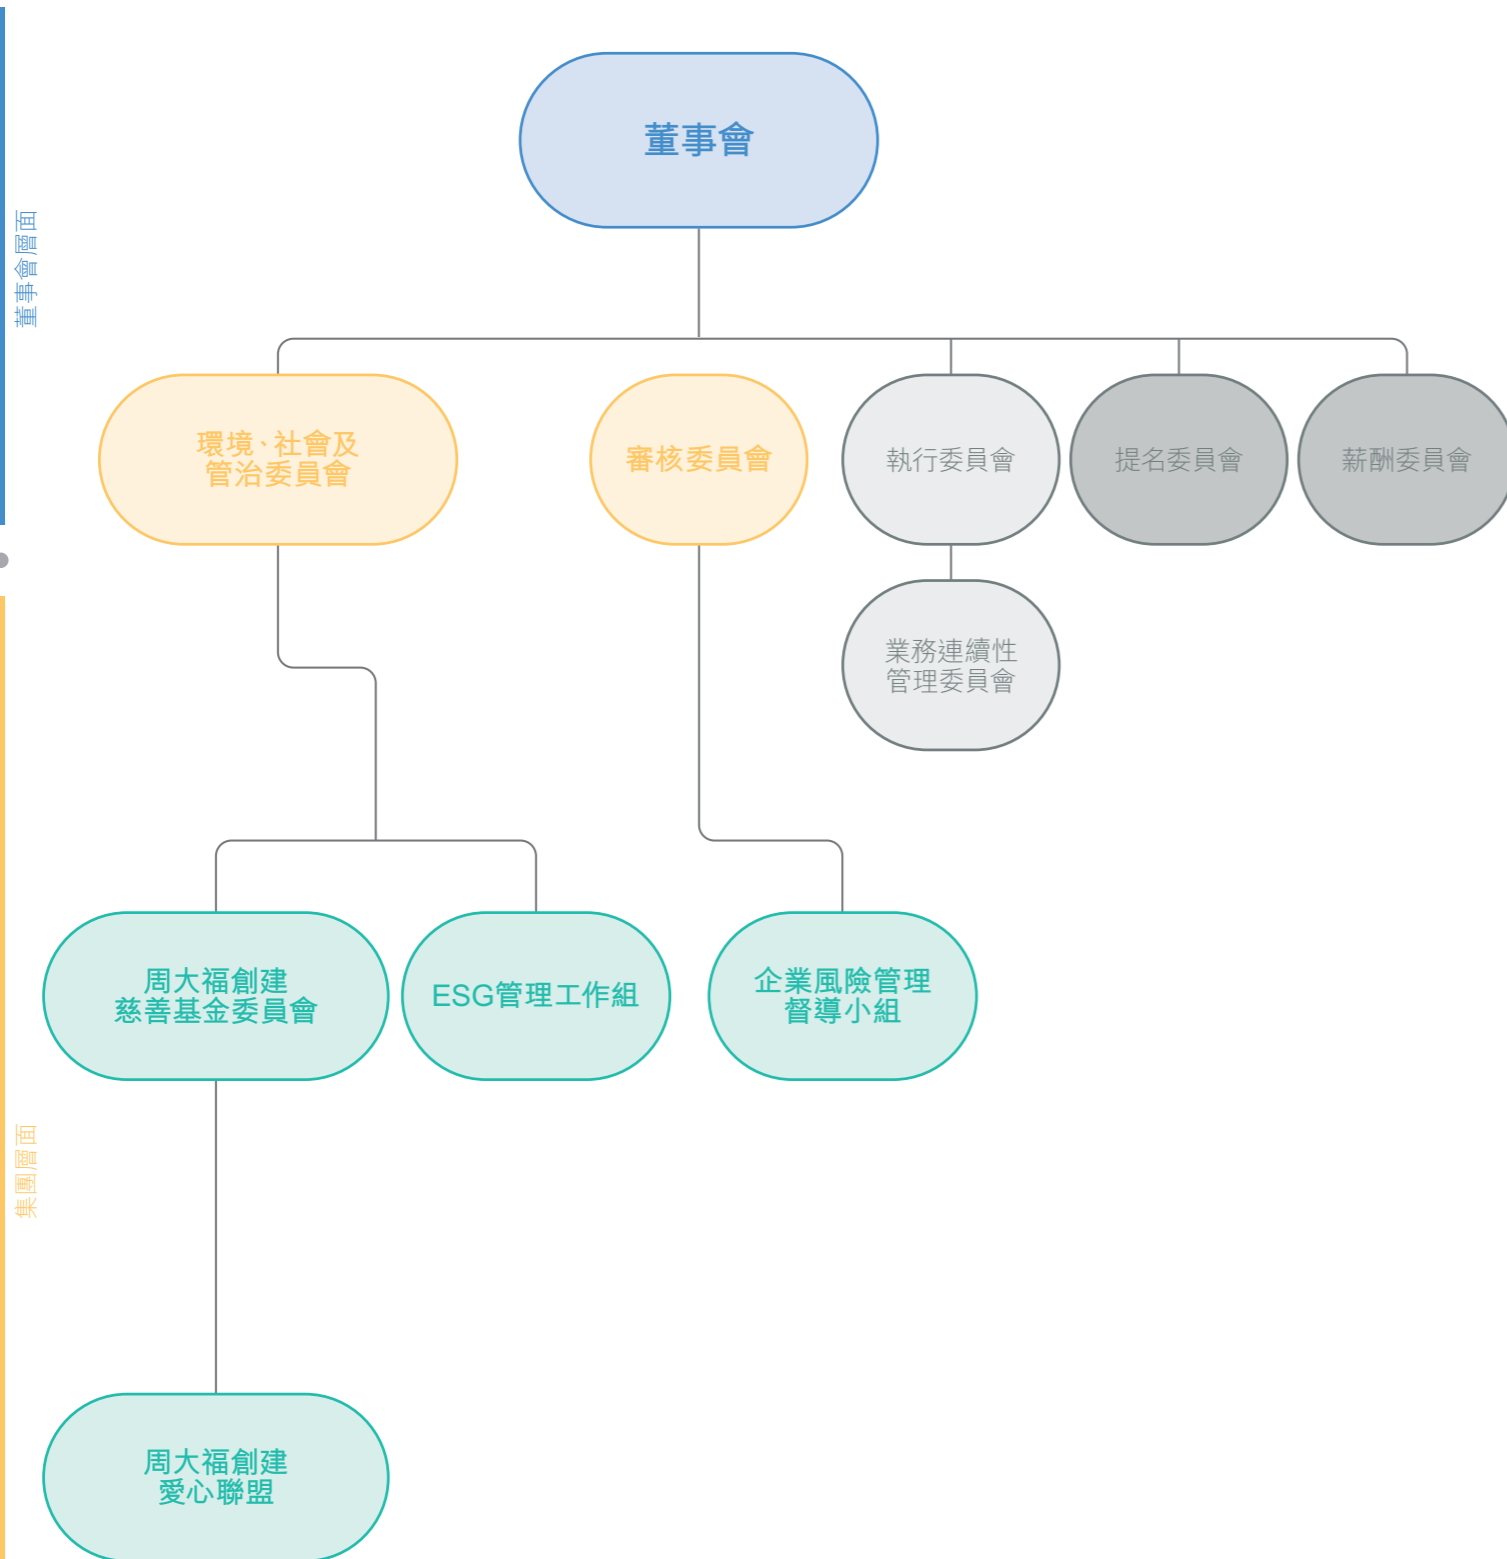 董事會
董事會層面
環境、社會及
管治委員會
審核委員會
執行委員會
提名委員會
薪酬委員會
業務連續性
管理委員會
周大福創建
慈善基金委員會
ESG管理工作組
企業風險管理
督導小組
集團層面
周大福創建
愛心聯盟